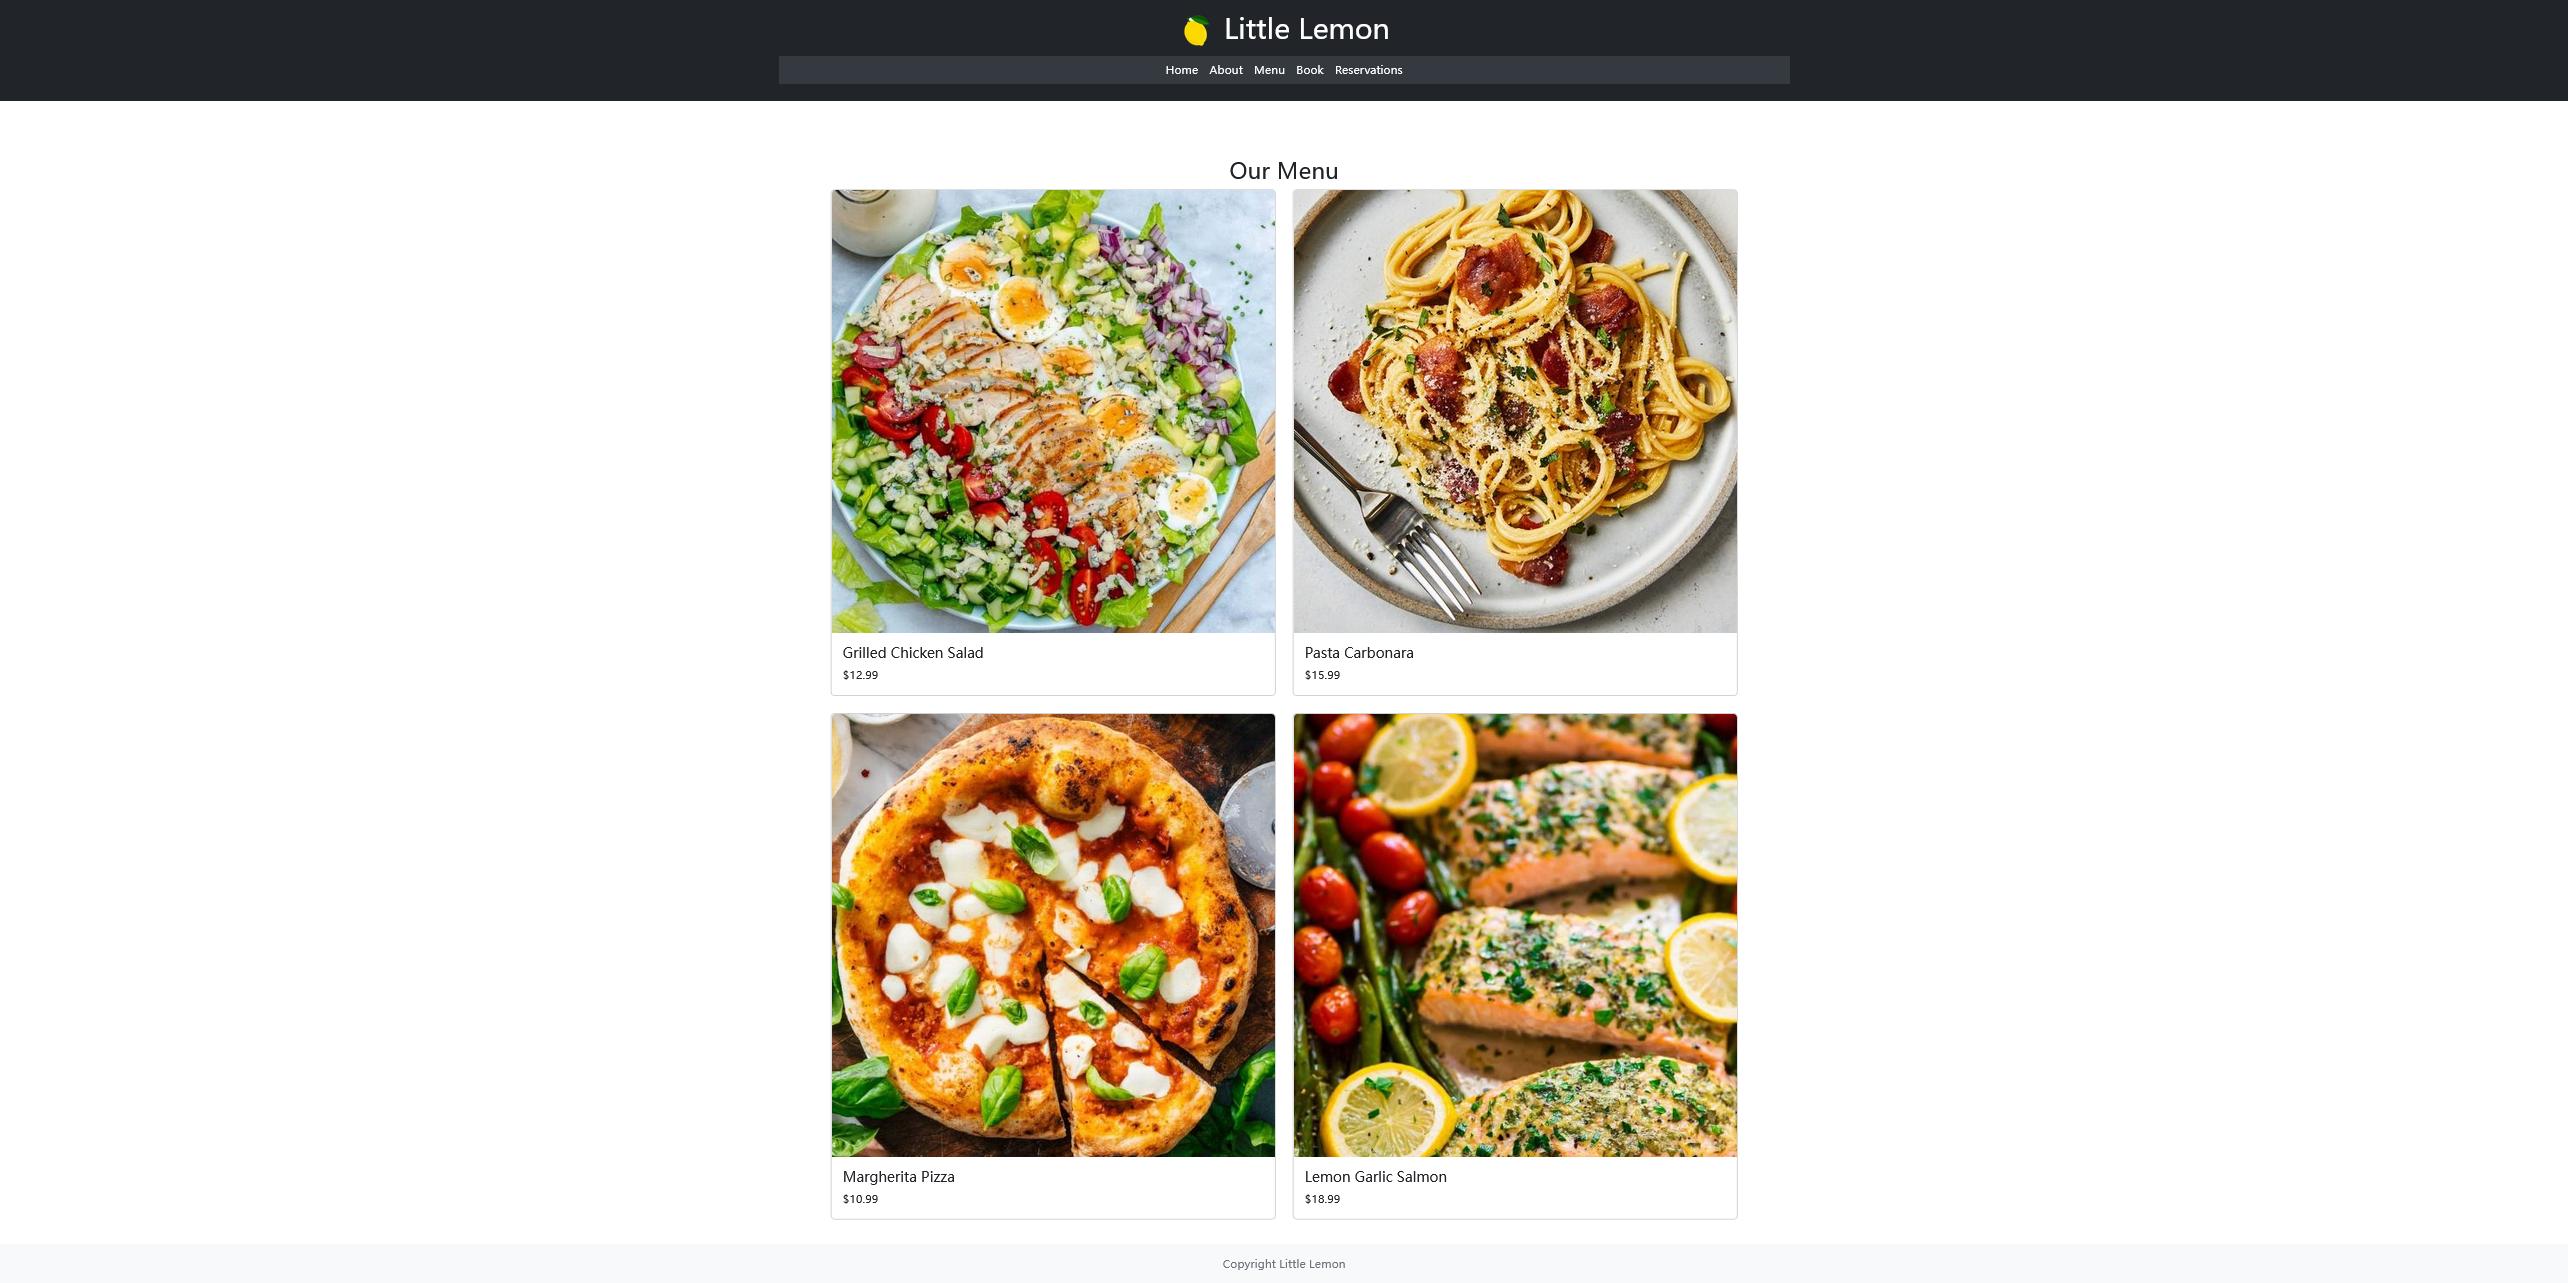 Little Lemon
Home About Menu Book Reservations
Our Menu
Grilled Chicken Salad
$12.99
Pasta Carbonara
$15.99
Margherita Pizza
$10.99
Lemon Garlic Salmon
$18.99
Copyright Little Lemon